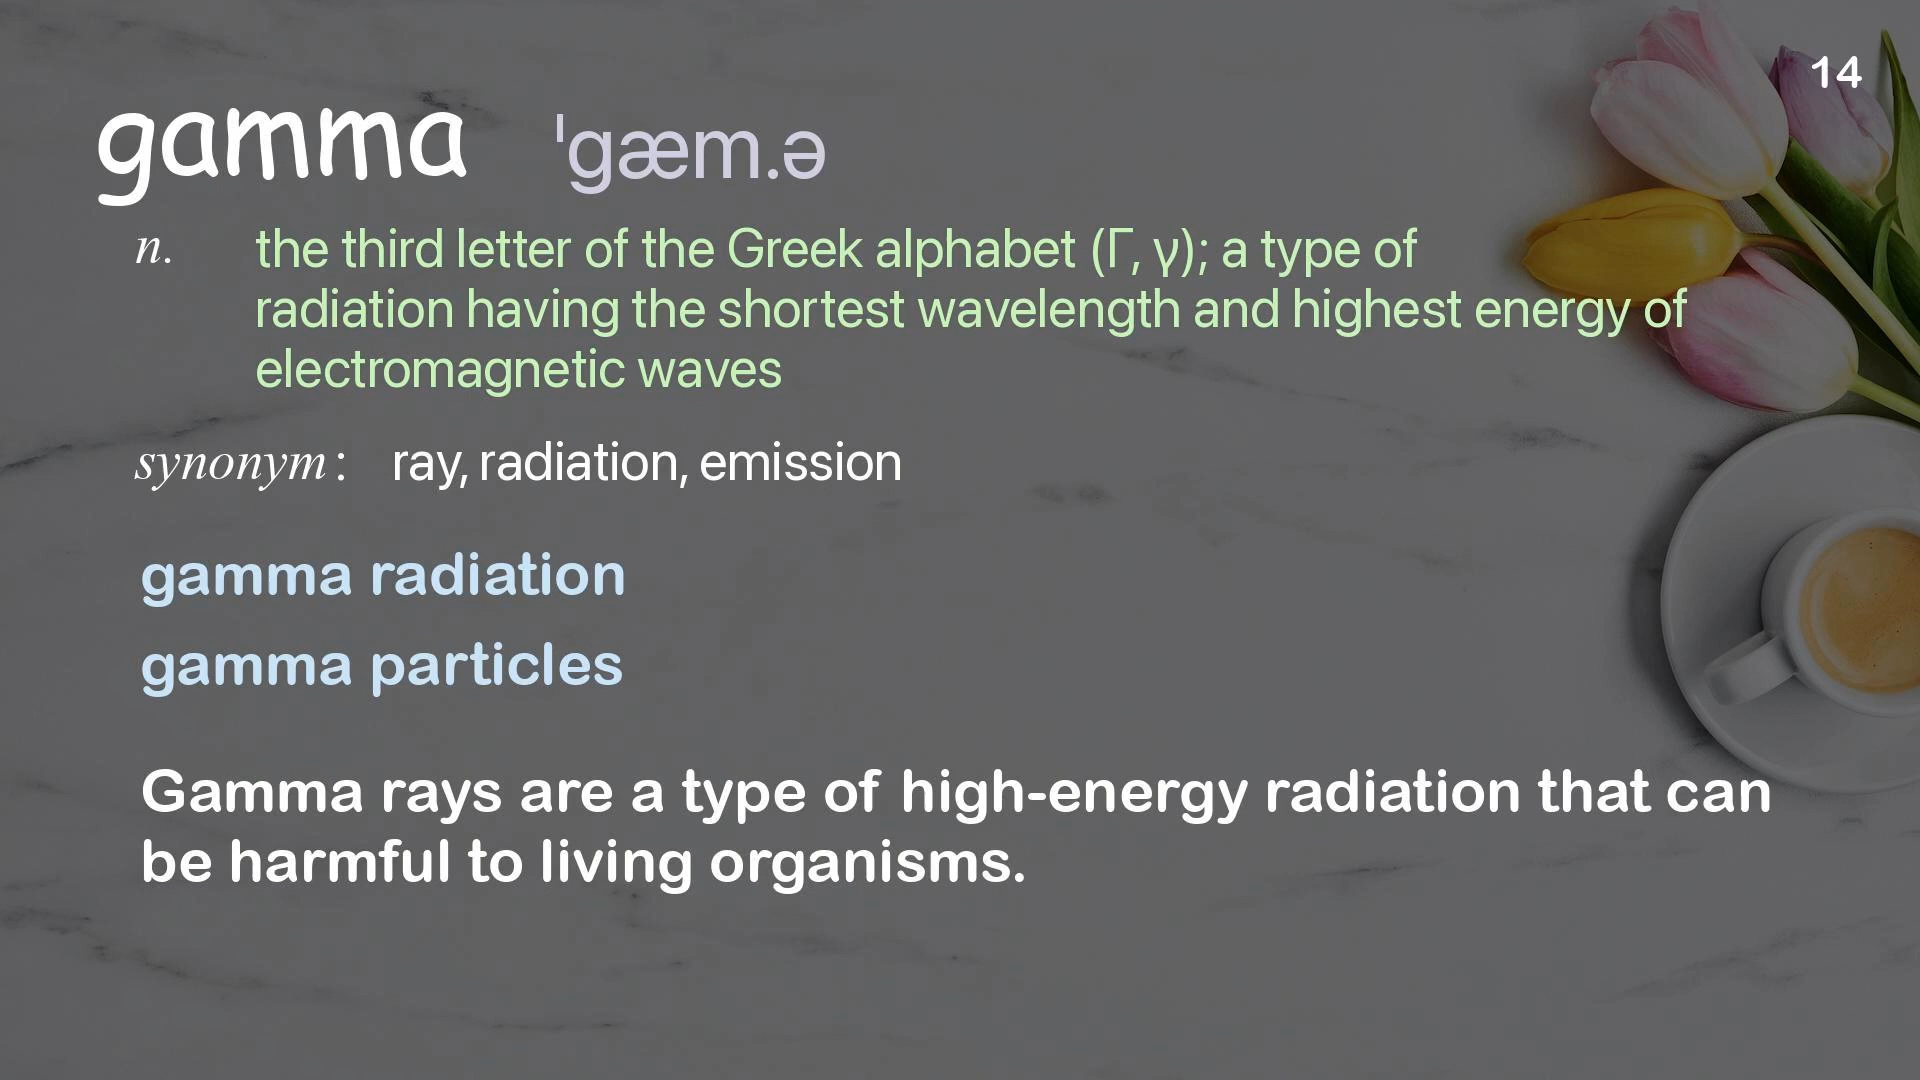 14
gamma ˈgæm.ə
n. the third letter of the Greek alphabet (Γ, γ); a type of
radiation having the shortest wavelength and highest energy of
electromagnetic waves
synonym: ray, radiation, emission
gamma radiation
gamma particles
Gamma rays are a type of high-energy radiation that can
be harmful to living organisms.